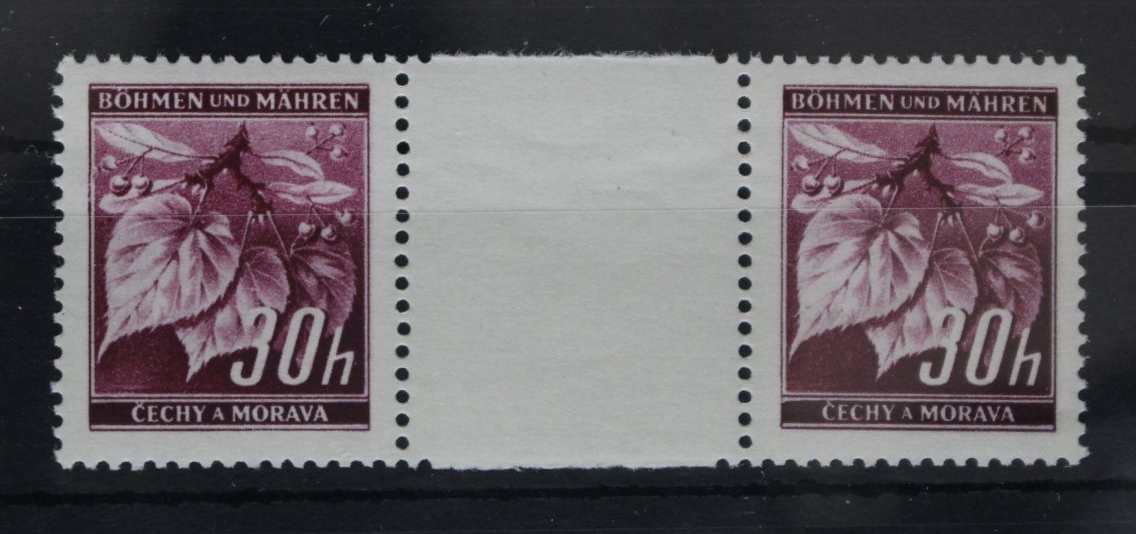 BÖHMEN UND MÄHREN
30h
ČECHY A MORAVA
BÖHMEN UND MÄHREN
30h
ČECHY A MORAVA